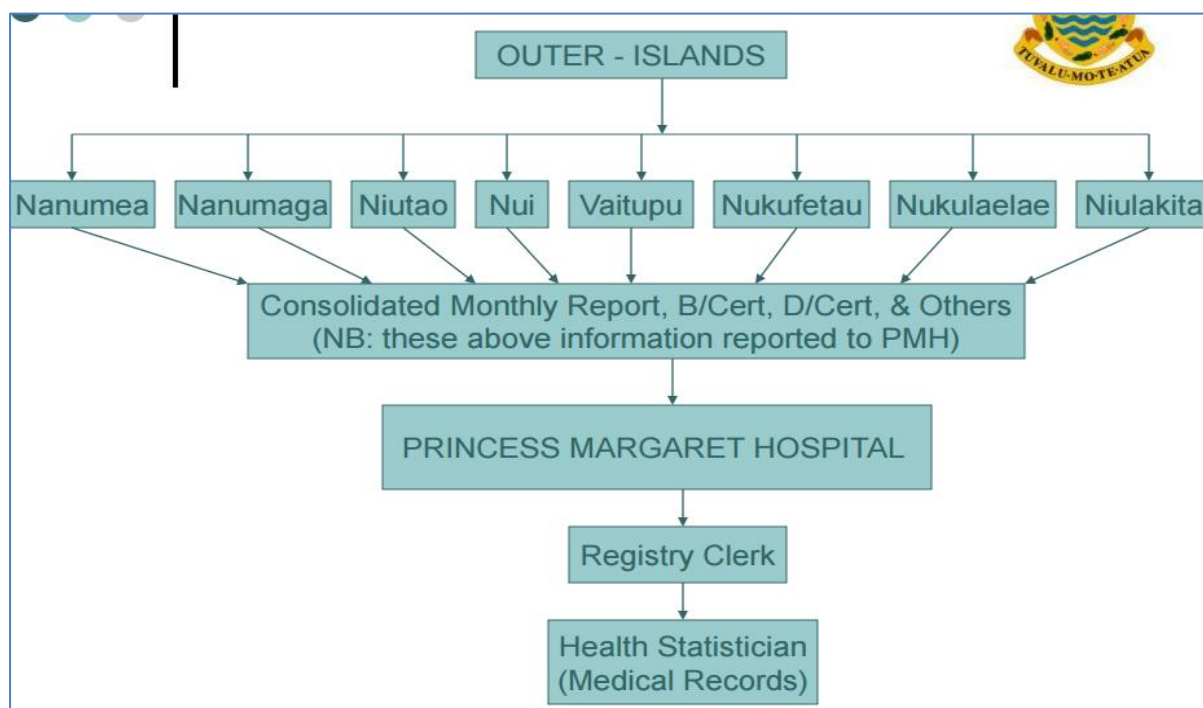 OUTER - ISLANDS
TUVALU-MO-TE-ATUA
Nanumea
Nanumaga
Niutao
Nui
Vaitupu
Nukufetau
Nukulaelae
Niulakita
Consolidated Monthly Report, B/Cert, D/Cert, & Others
(NB: these above information reported to PMH)
PRINCESS MARGARET HOSPITAL
Registry Clerk
Health Statistician
(Medical Records)